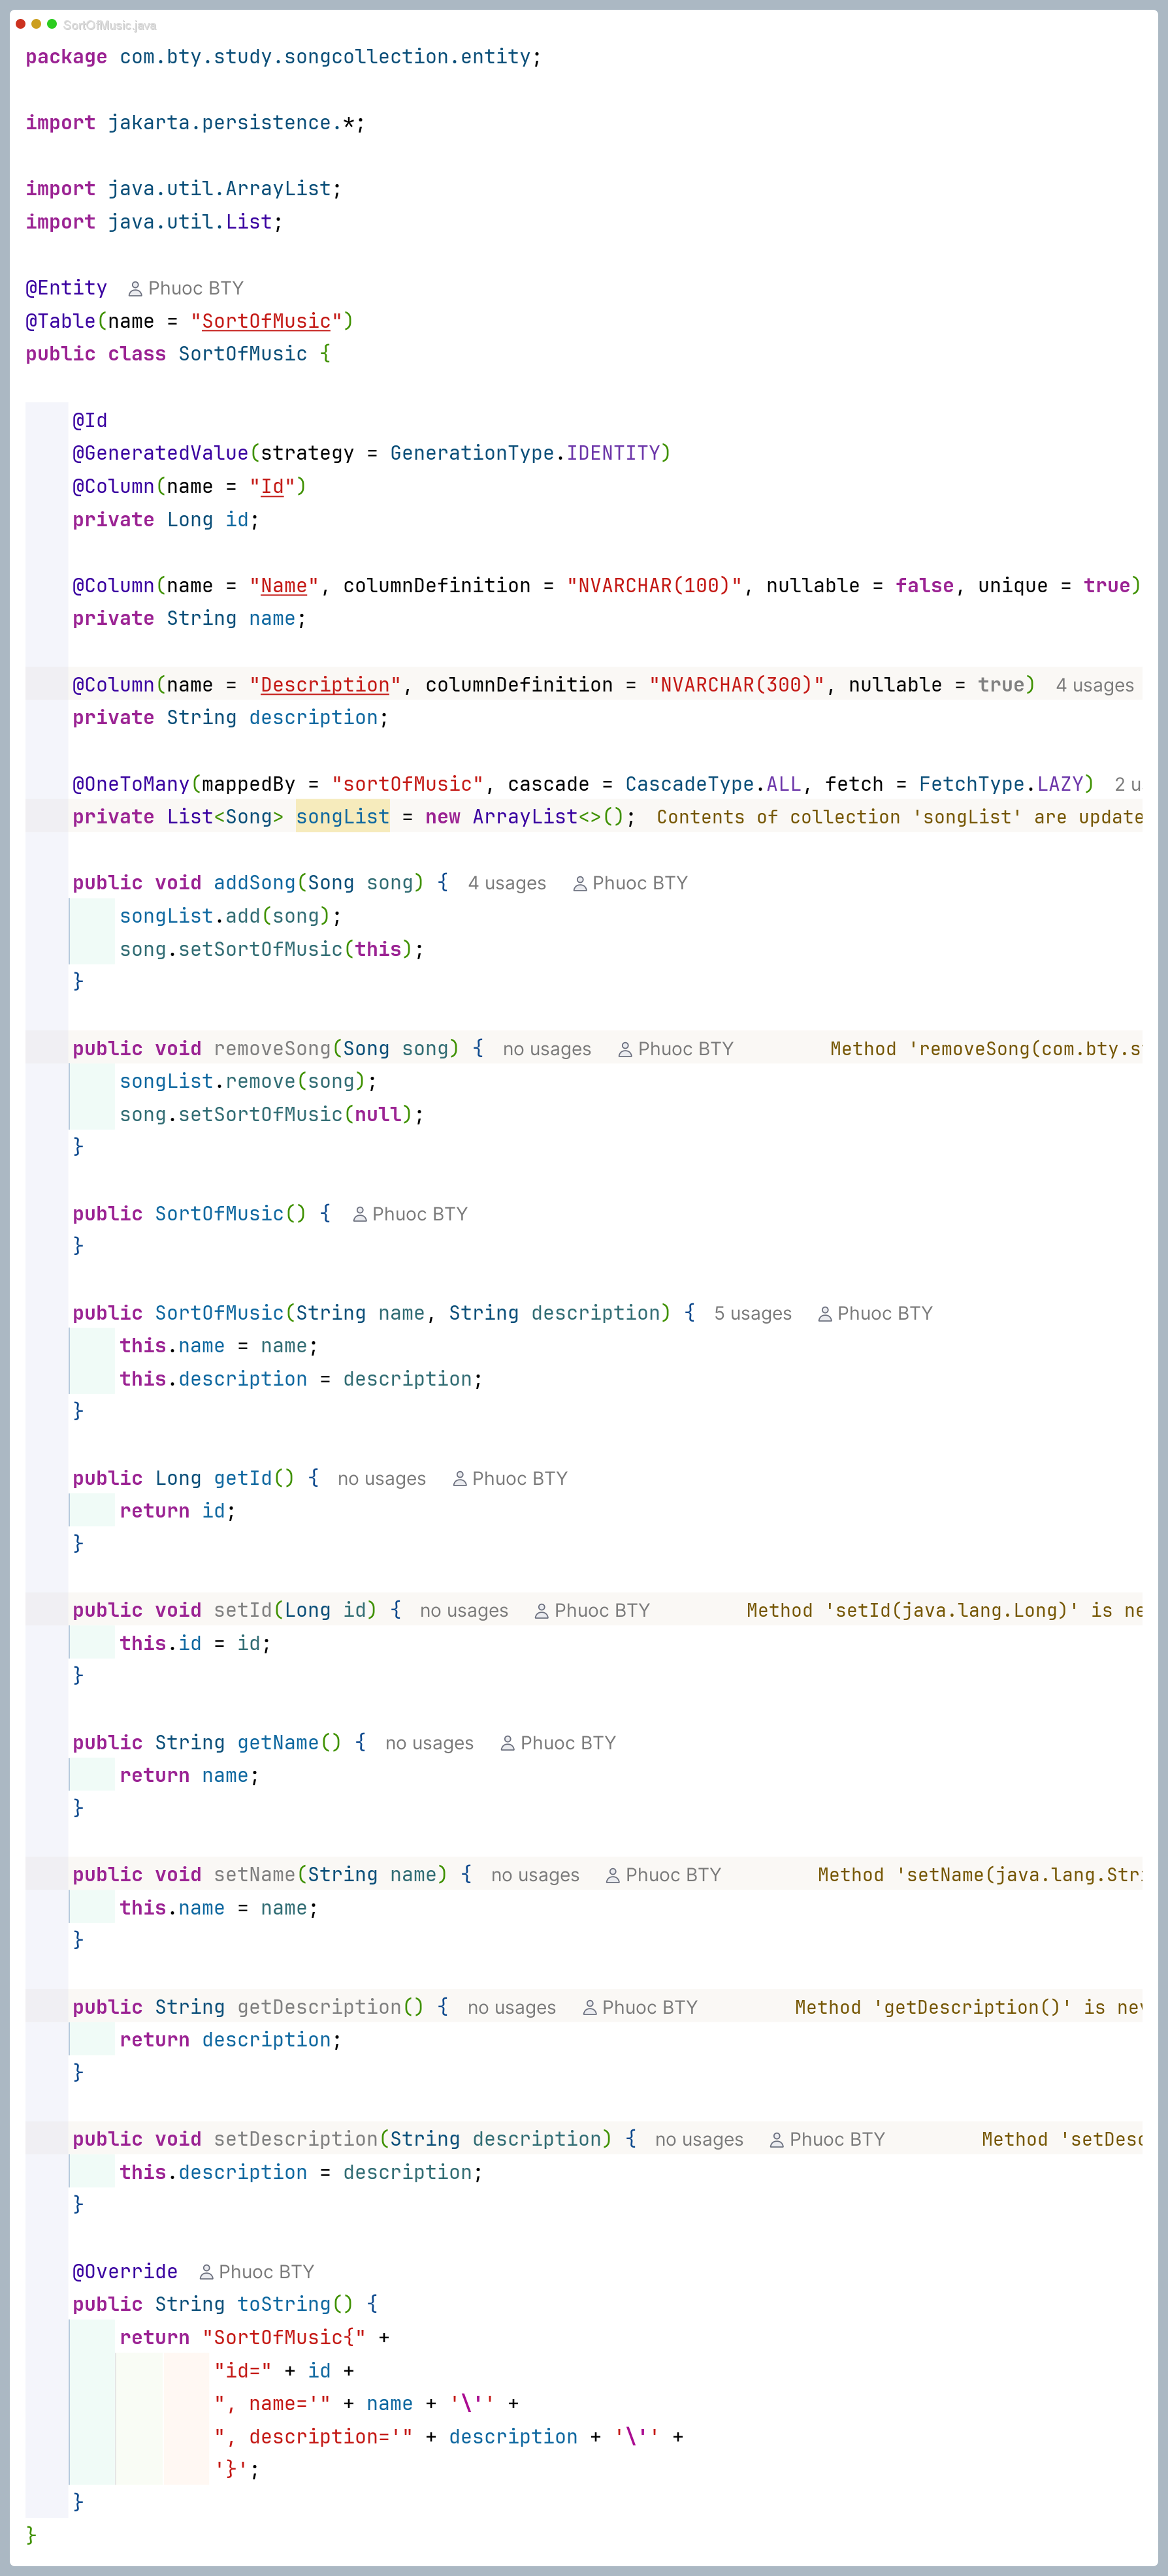 SortOfMusic.java
package com.bty.study.songcollection.entity;
import jakarta.persistence.*;
import java.util.ArrayList;
import java.util.List;
@Entity Phuoc BTY
@Table(name = "SortOfMusic")
public class SortOfMusic {
@Id
@GeneratedValue(strategy = GenerationType.IDENTITY)
@Column(name = "Id")
private Long id;
@Column(name = "Name", columnDefinition = "NVARCHAR(100)", nullable = false, unique = true)
private String name;
@Column(name = "Description", columnDefinition = "NVARCHAR(300)", nullable = true) 4 usages
private String description;
@OneToMany(mappedBy = "sortOfMusic", cascade = CascadeType.ALL, fetch = FetchType.LAZY) 2 u
private List<Song> songList = new ArrayList<>(); Contents of collection 'songList' are update
public void addSong(Song song) { 4 usages Phuoc BTY
songList.add(song);
song.setSortOfMusic(this);
}
public void removeSong(Song song) { no usages Phuoc BTY Method 'removeSong(com.bty.s
songList.remove(song);
song.setSortOfMusic(null);
}
public SortOfMusic() { Phuoc BTY
}
public SortOfMusic(String name, String description) { 5 usages Phuoc BTY
this.name = name;
this.description = description;
}
public Long getId() { no usages Phuoc BTY
return id;
}
public void setId(Long id) { no usages Phuoc BTY Method 'setId(java.lang.Long)' is ne
this.id = id;
}
public String getName() { no usages Phuoc BTY
return name;
}
public void setName(String name) { no usages Phuoc BTY Method 'setName(java.lang.Stri
this.name = name;
}
public String getDescription() { no usages Phuoc BTY Method 'getDescription()' is nev
return description;
}
public void setDescription(String description) { no usages Phuoc BTY Method 'setDesc
this.description = description;
}
@Override Phuoc BTY
public String toString() {
return "SortOfMusic{" +
"id=" + id +
", name='" + name + '\'' +
", description='" + description + '\'' +
'}';
}
}